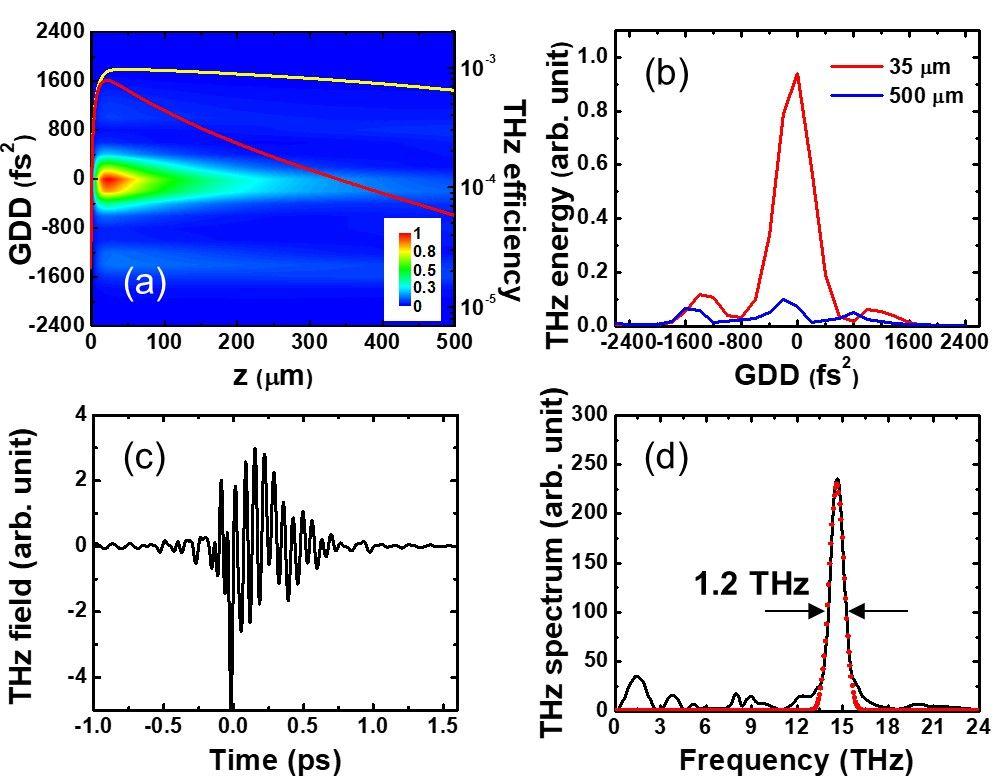 2400
1600
800
0
-800
-1600
-2400
GDD (fs²)
(a)
1
0.8
0.5
0.3
0
10⁻³
10⁻⁴
10⁻⁵
THz efficiency
0 100 200 300 400 500
z (μm)
(b)
35 μm
500 μm
1.0
0.8
0.6
0.4
0.2
0.0
THz energy (arb. unit)
-2400 -1600 -800 0 800 1600 2400
GDD (fs²)
(c)
4
2
0
-2
-4
THz field (arb. unit)
-1.0 -0.5 0.0 0.5 1.0 1.5
Time (ps)
(d)
300
250
200
150
100
50
0
THz spectrum (arb. unit)
1.2 THz
0 3 6 9 12 15 18 21 24
Frequency (THz)